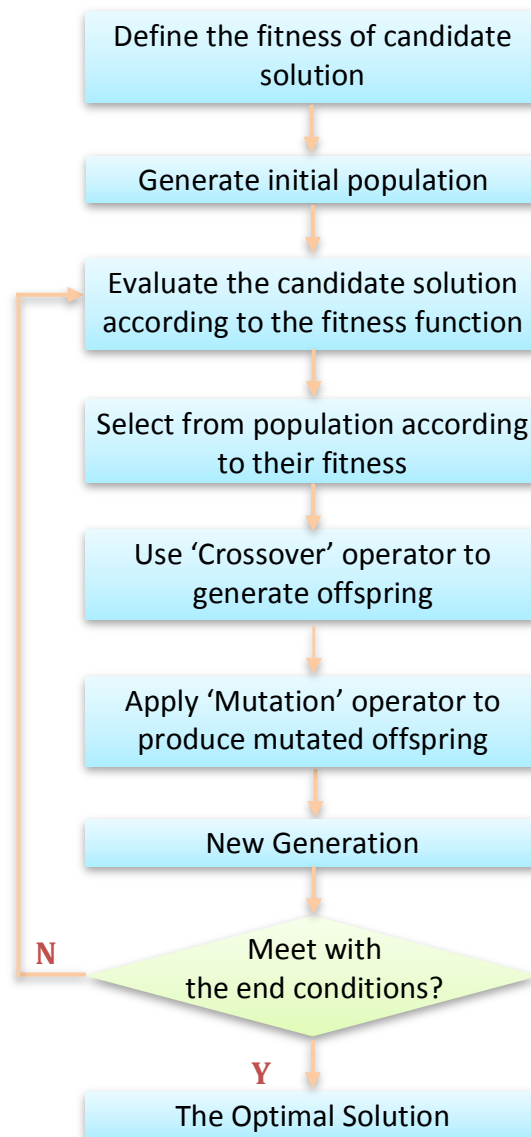 Define the fitness of candidate
solution
Generate initial population
Evaluate the candidate solution
according to the fitness function
Select from population according
to their fitness
Use ‘Crossover’ operator to
generate offspring
Apply ‘Mutation’ operator to
produce mutated offspring
New Generation
Meet with
the end conditions?
N
Y
The Optimal Solution